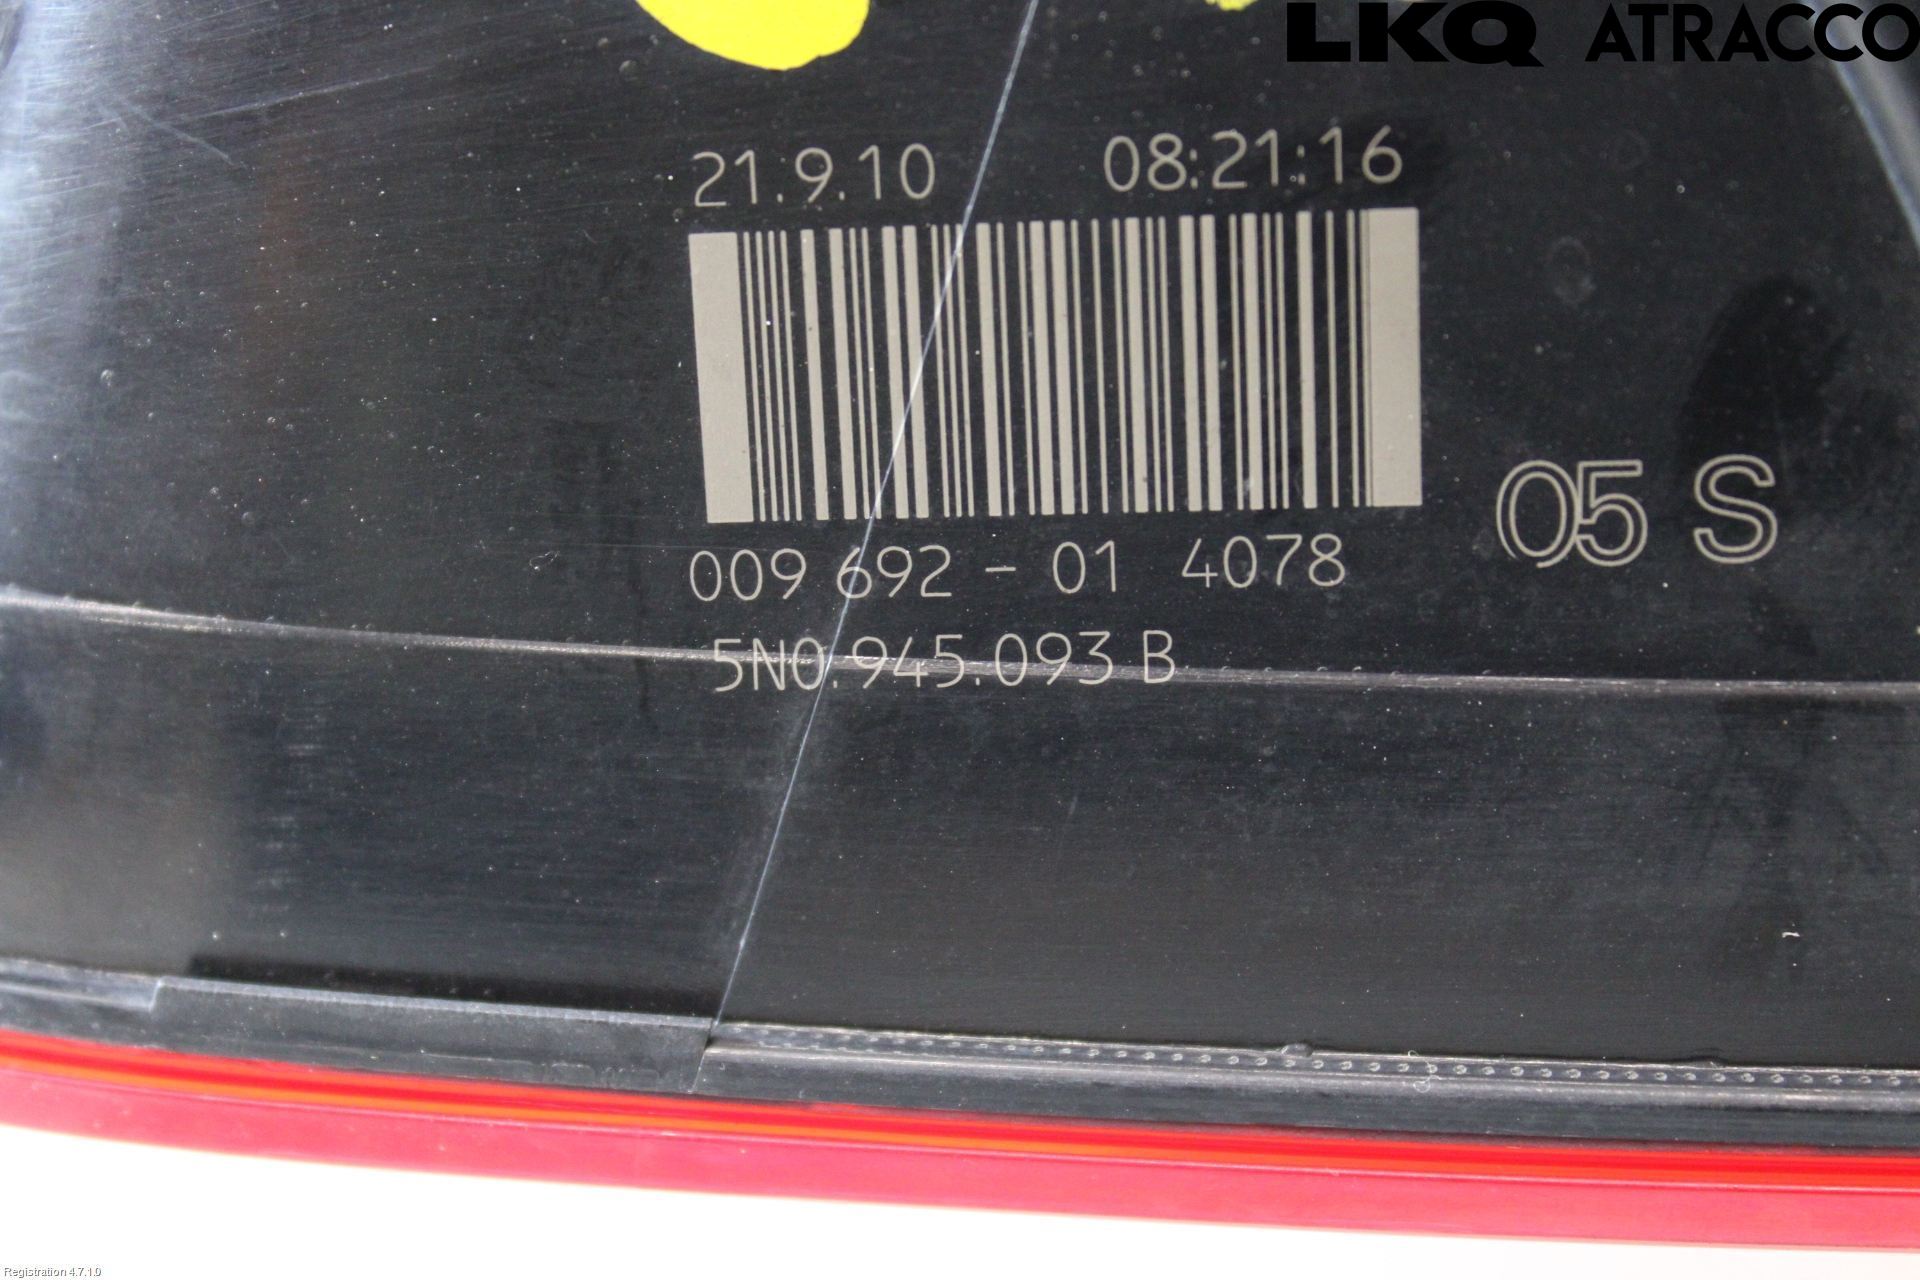 LKQ ATRACCO
21.9.10 08:21:16
009 692 - 01 4078
05 S
5N0.945.093 B
Registration 4.7.1.0